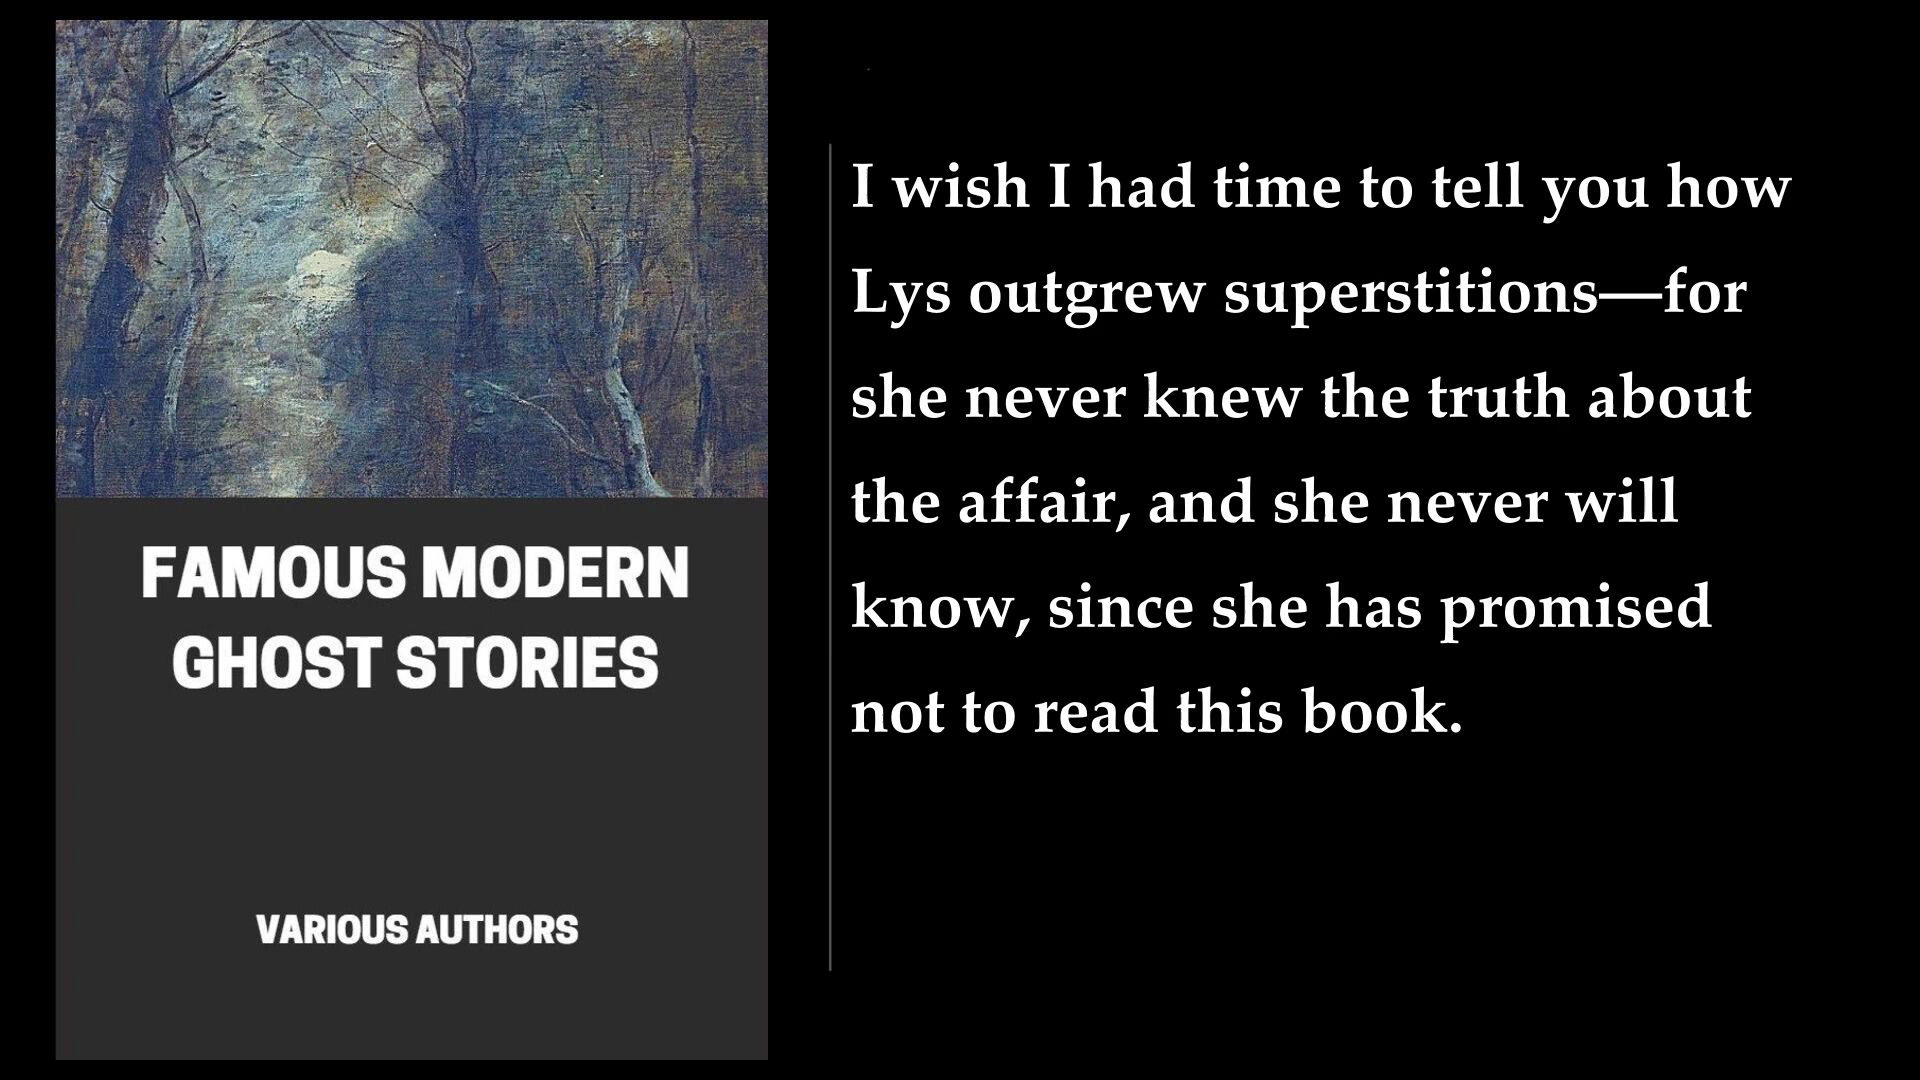 FAMOUS MODERN
GHOST STORIES
VARIOUS AUTHORS
I wish I had time to tell you how
Lys outgrew superstitions—for
she never knew the truth about
the affair, and she never will
know, since she has promised
not to read this book.